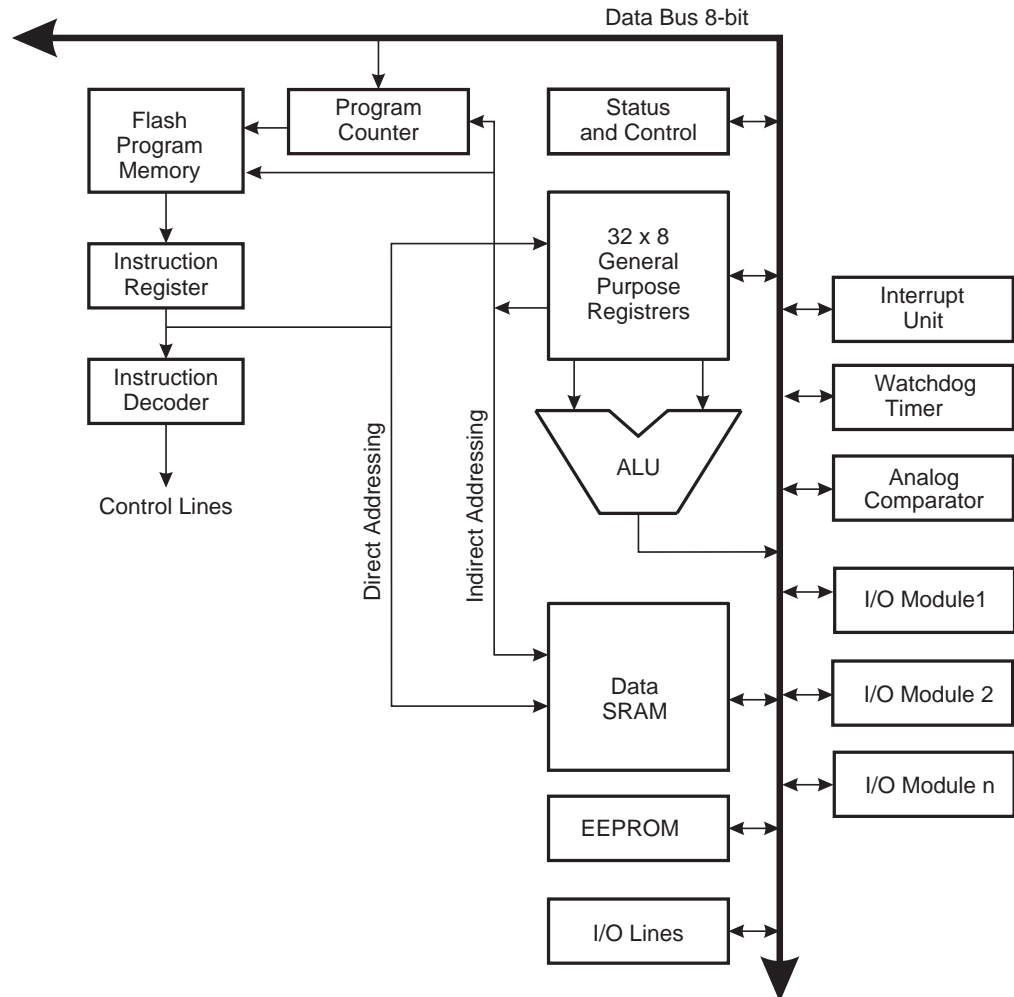 Data Bus 8-bit
Flash
Program
Memory
Program
Counter
Status
and Control
32 x 8
General
Purpose
Registrers
Instruction
Register
Instruction
Decoder
Control Lines
Direct Addressing
Indirect Addressing
ALU
Interrupt
Unit
Watchdog
Timer
Analog
Comparator
I/O Module1
Data
SRAM
I/O Module 2
I/O Module n
EEPROM
I/O Lines